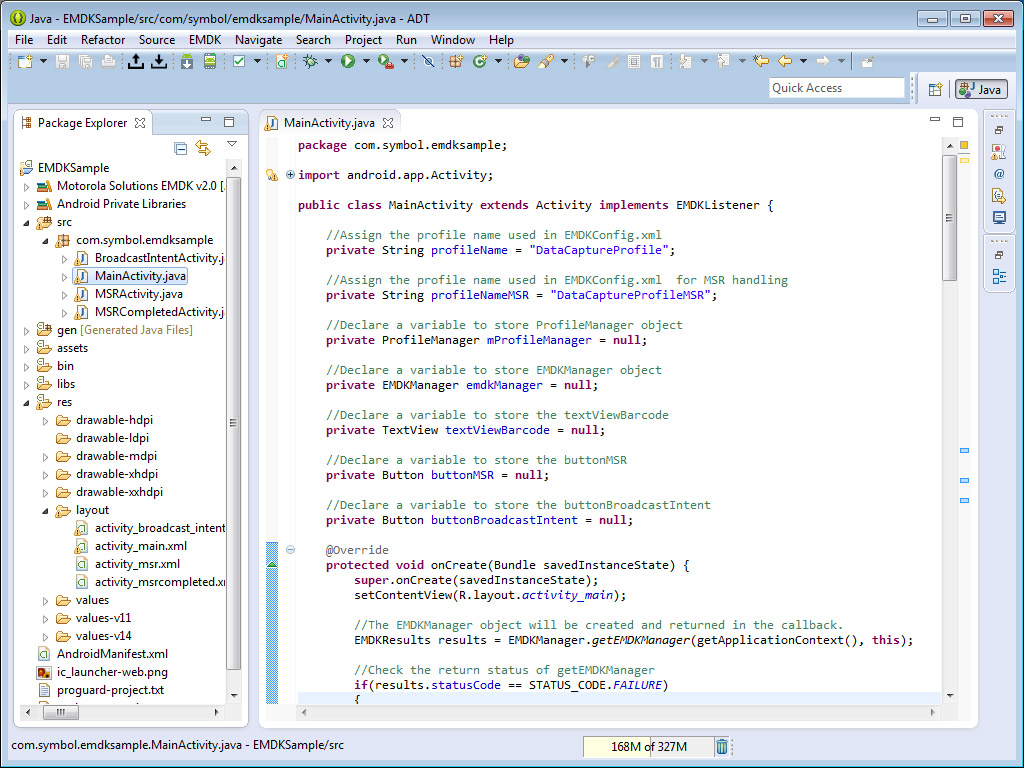 Java - EMDKSample/src/com/symbol/emdksample/MainActivity.java - ADT
File Edit Refactor Source EMDK Navigate Search Project Run Window Help
Quick Access
Java
Package Explorer
EMDKSample
Motorola Solutions EMDK v2.0 [
Android Private Libraries
src
com.symbol.emdksample
BroadcastIntentActivity.j
MainActivity.java
MSRActivity.java
MSRCompletedActivity.j
gen [Generated Java Files]
assets
bin
libs
res
drawable-hdpi
drawable-ldpi
drawable-mdpi
drawable-xhdpi
drawable-xxhdpi
layout
activity_broadcast_intent
activity_main.xml
activity_msr.xml
activity_msrcompleted.x
values
values-v11
values-v14
AndroidManifest.xml
ic_launcher-web.png
proguard-project.txt
MainActivity.java
package com.symbol.emdksample;
import android.app.Activity;
public class MainActivity extends Activity implements EMDKListener {
//Assign the profile name used in EMDKConfig.xml
private String profileName = "DataCaptureProfile";
//Assign the profile name used in EMDKConfig.xml  for MSR handling
private String profileNameMSR = "DataCaptureProfileMSR";
//Declare a variable to store ProfileManager object
private ProfileManager mProfileManager = null;
//Declare a variable to store EMDKManager object
private EMDKManager emdkManager = null;
//Declare a variable to store the textViewBarcode
private TextView textViewBarcode = null;
//Declare a variable to store the buttonMSR
private Button buttonMSR = null;
//Declare a variable to store the buttonBroadcastIntent
private Button buttonBroadcastIntent = null;
@Override
protected void onCreate(Bundle savedInstanceState) {
super.onCreate(savedInstanceState);
setContentView(R.layout.activity_main);
//The EMDKManager object will be created and returned in the callback.
EMDKResults results = EMDKManager.getEMDKManager(getApplicationContext(), this);
//Check the return status of getEMDKManager
if(results.statusCode == STATUS_CODE.FAILURE)
{
com.symbol.emdksample.MainActivity.java - EMDKSample/src
168M of 327M